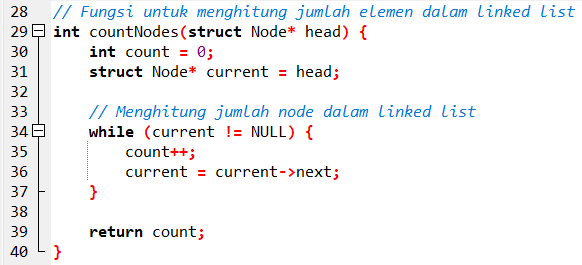 28 // Fungsi untuk menghitung jumlah elemen dalam linked list
29 int countNodes(struct Node* head) {
30     int count = 0;
31     struct Node* current = head;
32
33     // Menghitung jumlah node dalam linked list
34     while (current != NULL) {
35         count++;
36         current = current->next;
37     }
38
39     return count;
40 }